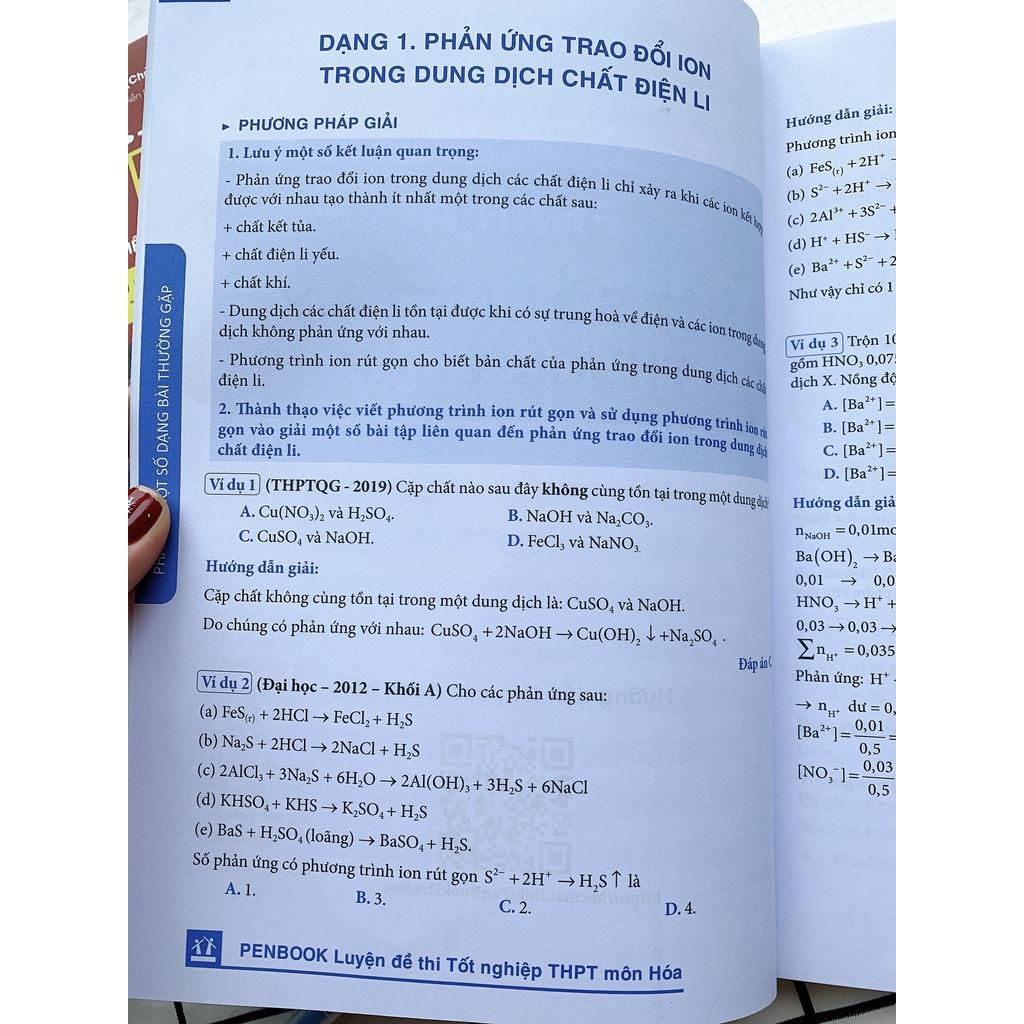 DẠNG 1. PHẢN ỨNG TRAO ĐỔI ION
TRONG DUNG DỊCH CHẤT ĐIỆN LI
► PHƯƠNG PHÁP GIẢI
1. Lưu ý một số kết luận quan trọng:
- Phản ứng trao đổi ion trong dung dịch các chất điện li chỉ xảy ra khi các ion kết hợp
được với nhau tạo thành ít nhất một trong các chất sau:
+ chất kết tủa.
+ chất điện li yếu.
+ chất khí.
- Dung dịch các chất điện li tồn tại được khi có sự trung hoà về điện và các ion trong dung
dịch không phản ứng với nhau.
- Phương trình ion rút gọn cho biết bản chất của phản ứng trong dung dịch các chất
điện li.
2. Thành thạo việc viết phương trình ion rút gọn và sử dụng phương trình ion rút
gọn vào giải một số bài tập liên quan đến phản ứng trao đổi ion trong dung dịch
chất điện li.
Ví dụ 1 (THPTQG - 2019) Cặp chất nào sau đây không cùng tồn tại trong một dung dịch?
A. Cu(NO₃)₂ và H₂SO₄. B. NaOH và Na₂CO₃.
C. CuSO₄ và NaOH. D. FeCl₃ và NaNO₃.
Hướng dẫn giải:
Cặp chất không cùng tồn tại trong một dung dịch là: CuSO₄ và NaOH.
Do chúng có phản ứng với nhau: CuSO₄ + 2NaOH → Cu(OH)₂ ↓ +Na₂SO₄ .
Đáp án C
Ví dụ 2 (Đại học – 2012 – Khối A) Cho các phản ứng sau:
(a) FeS₍ᵣ₎ + 2HCl → FeCl₂ + H₂S
(b) Na₂S + 2HCl → 2NaCl + H₂S
(c) 2AlCl₃ + 3Na₂S + 6H₂O → 2Al(OH)₃ + 3H₂S + 6NaCl
(d) KHSO₄ + KHS → K₂SO₄ + H₂S
(e) BaS + H₂SO₄ (loãng) → BaSO₄ + H₂S.
Số phản ứng có phương trình ion rút gọn S²⁻ + 2H⁺ → H₂S ↑ là
A. 1. B. 3. C. 2. D. 4.
PENBOOK Luyện đề thi Tốt nghiệp THPT môn Hóa
ỘT SỐ DẠNG BÀI THƯỜNG GẶP
Hướng dẫn giải:
Phương trình ion
(a) FeS₍ᵣ₎ + 2H⁺
(b) S²⁻ + 2H⁺ →
(c) 2Al³⁺ + 3S²⁻ +
(d) H⁺ + HS⁻ →
(e) Ba²⁺ + S²⁻ + 2
Như vậy chỉ có 1
Ví dụ 3 Trộn 10
gồm HNO₃ 0,075
dịch X. Nồng độ
A. [Ba²⁺] =
B. [Ba²⁺] =
C. [Ba²⁺] =
D. [Ba²⁺] =
Hướng dẫn giả
n_NaOH = 0,01mo
Ba(OH)₂ → Ba
0,01 → 0,0
HNO₃ → H⁺ +
0,03 → 0,03 →
∑n_H⁺ = 0,035
Phản ứng: H⁺
→ n_H⁺ dư = 0,
[Ba²⁺] = 0,01/0,5 =
[NO₃⁻] = 0,03/0,5